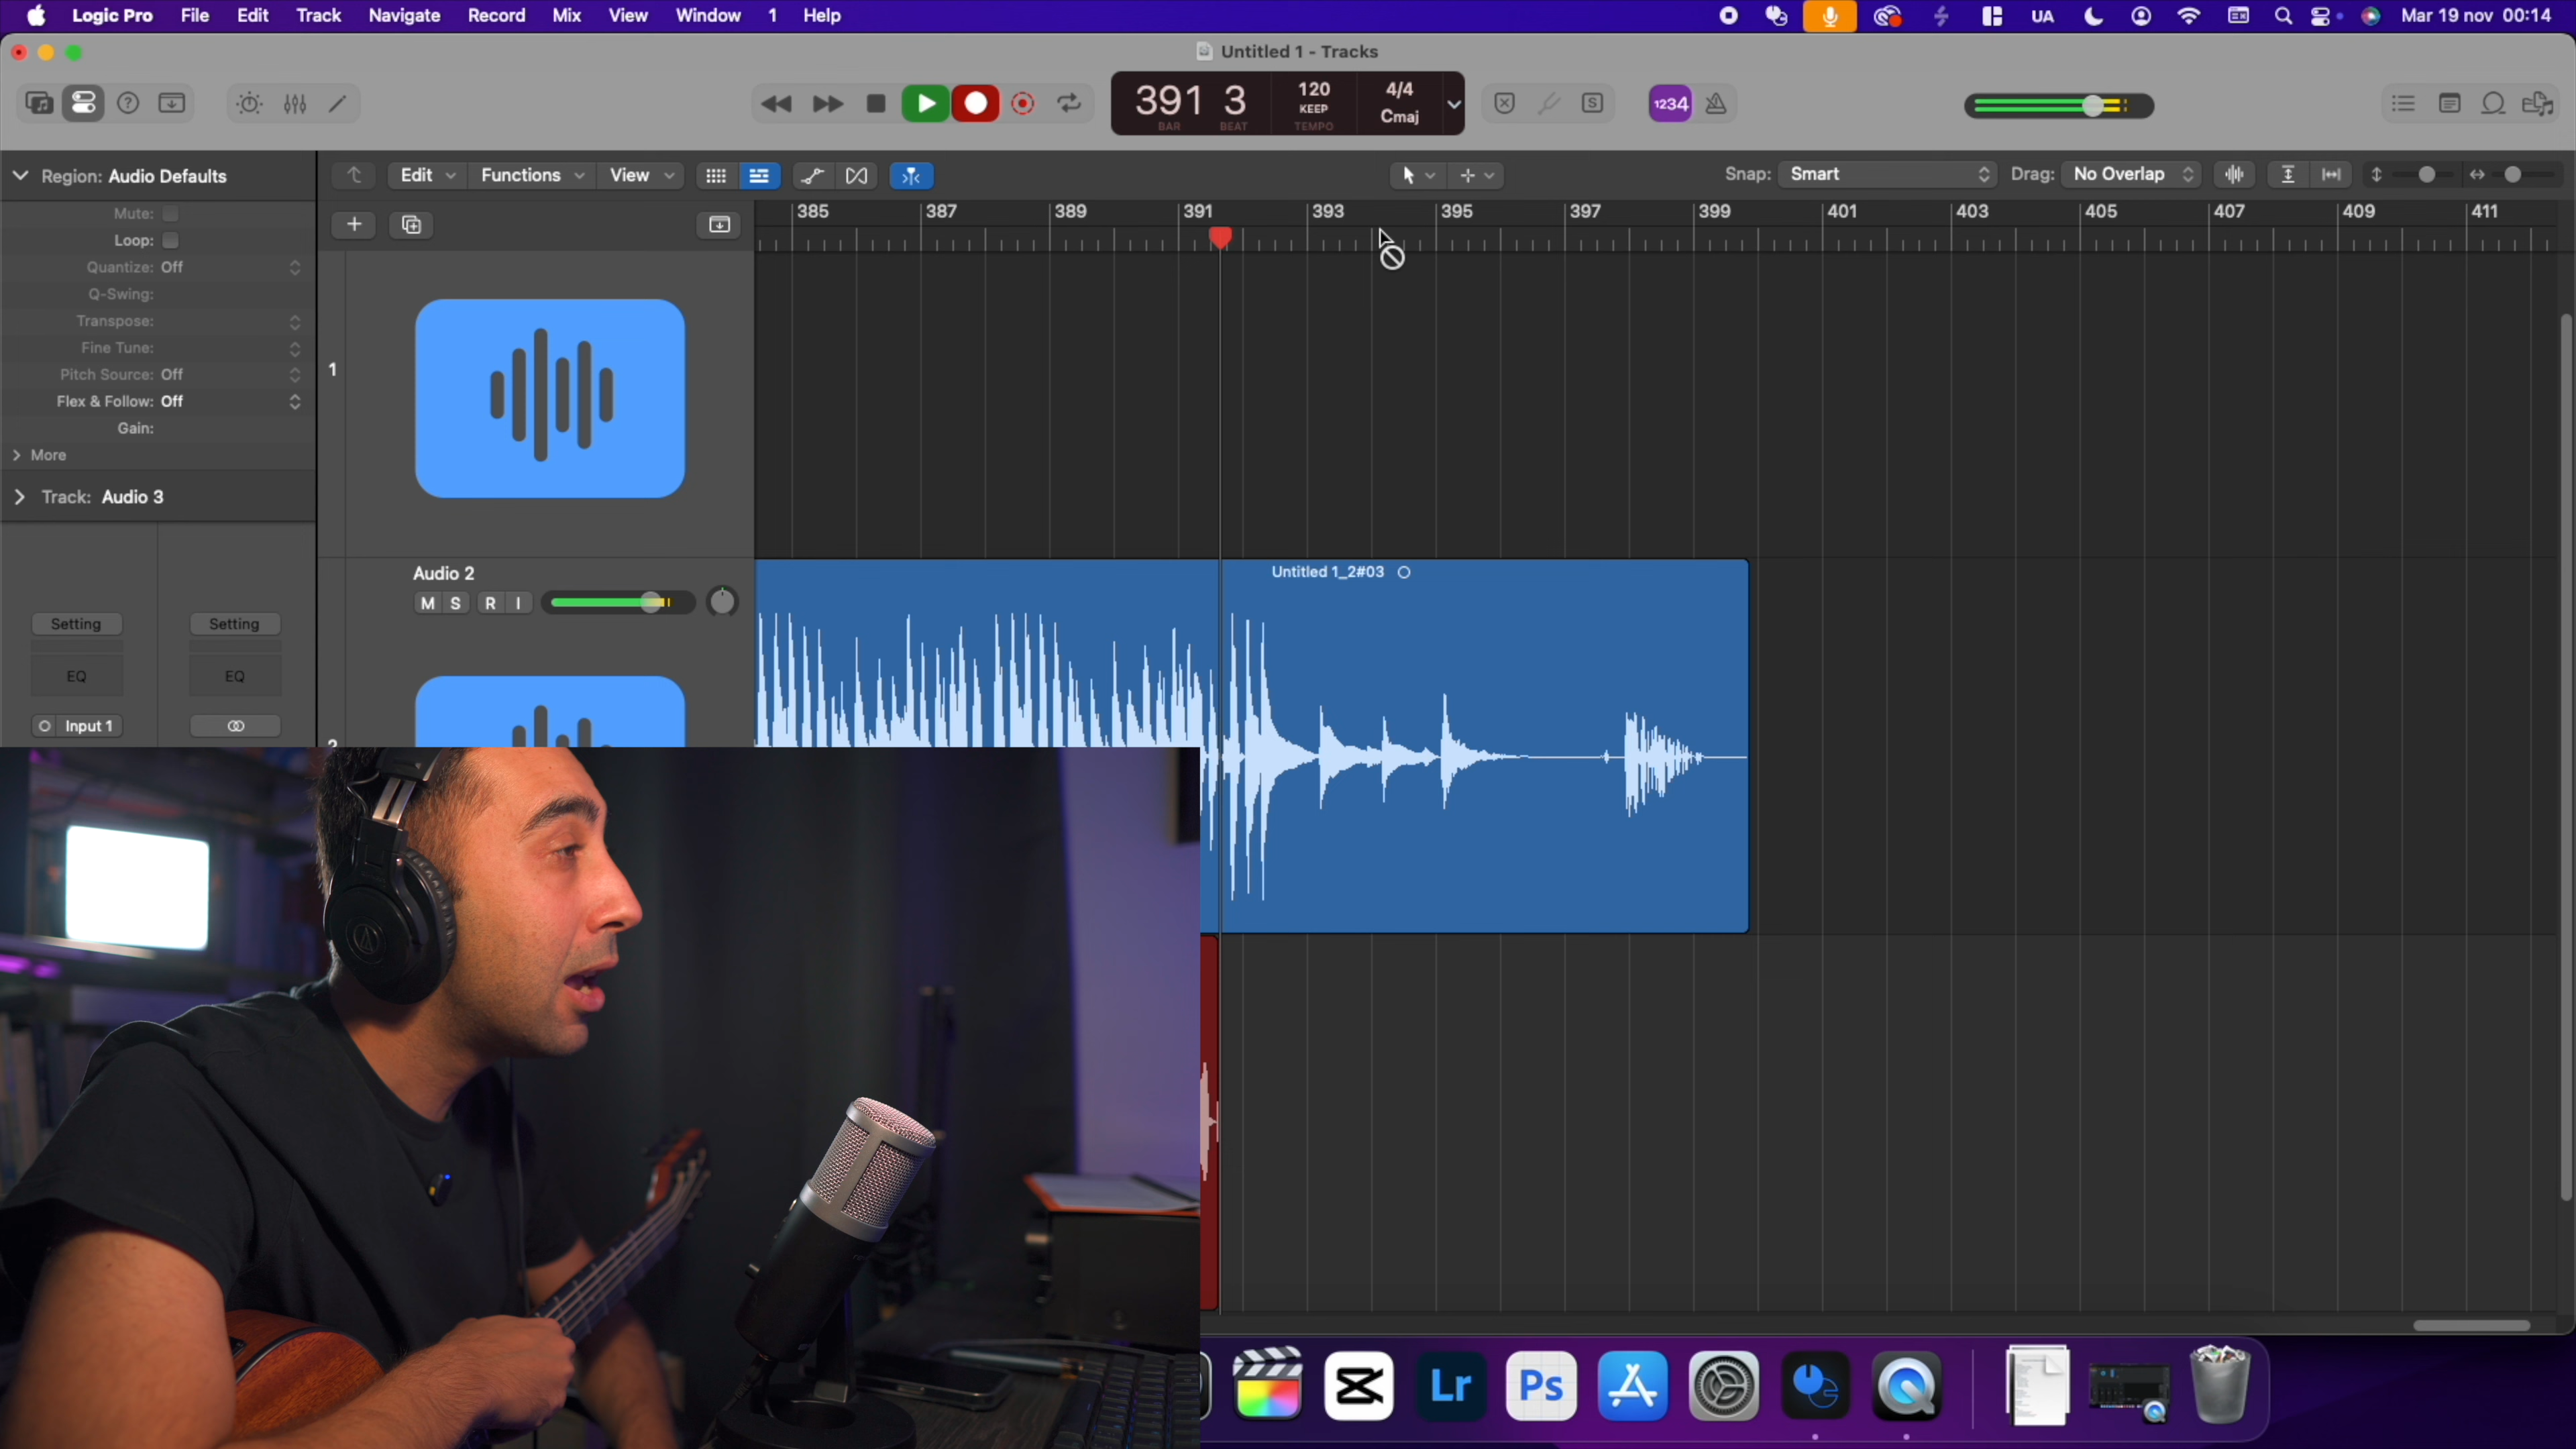 Logic Pro File Edit Track Navigate Record Mix View Window 1 Help UA Mar 19 nov 00:14
Untitled 1 - Tracks
391 3 120 4/4
KEEP Cmaj
BAR BEAT TEMPO
S 1234
Region: Audio Defaults Edit Functions View Snap: Smart Drag: No Overlap
Mute:
Loop:
Quantize: Off
Q-Swing:
Transpose:
Fine Tune:
Pitch Source: Off
Flex & Follow: Off
Gain:
More
Track: Audio 3
385 387 389 391 393 395 397 399 401 403 405 407 409 411
1
Audio 2 Untitled 1_2#03
M S R I
Setting Setting
EQ EQ
Input 1
Lr Ps